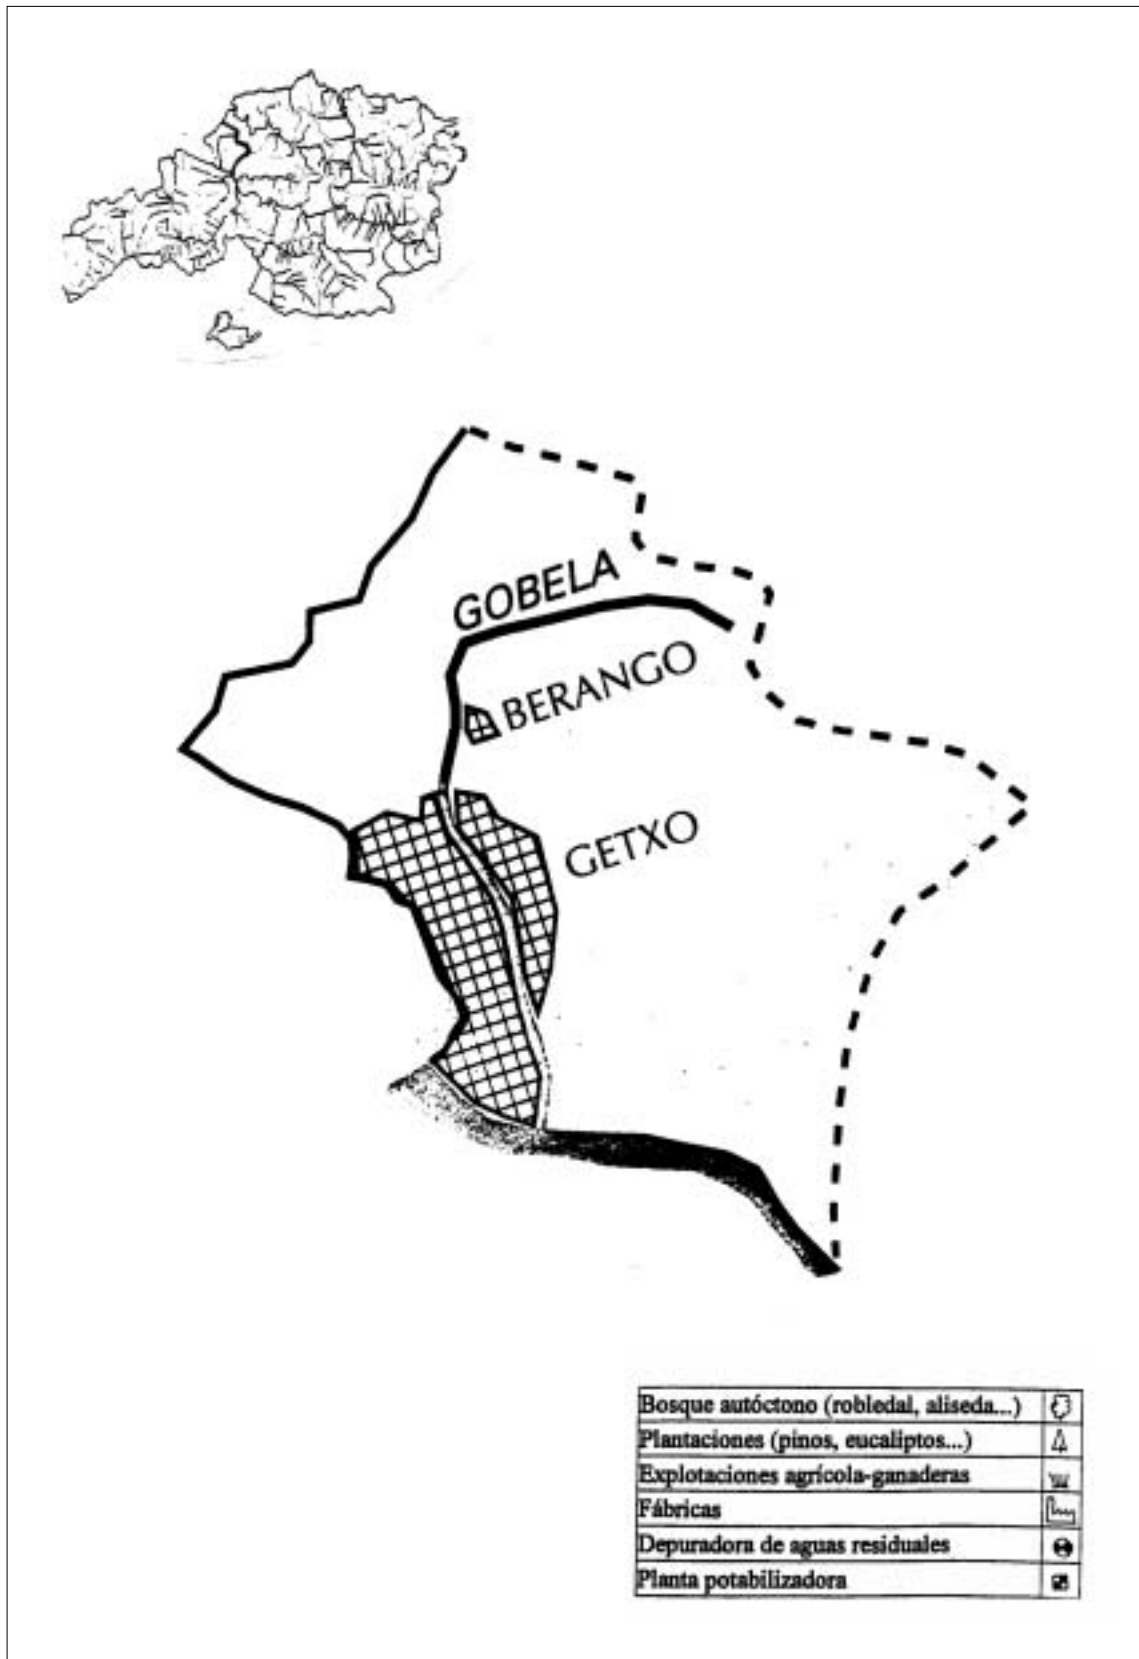 GOBELA
BERANGO
GETXO
Bosque autóctono (robledal, aliseda...)
Plantaciones (pinos, eucaliptos...)
Explotaciones agrícola-ganaderas
Fábricas
Depuradora de aguas residuales
Planta potabilizadora